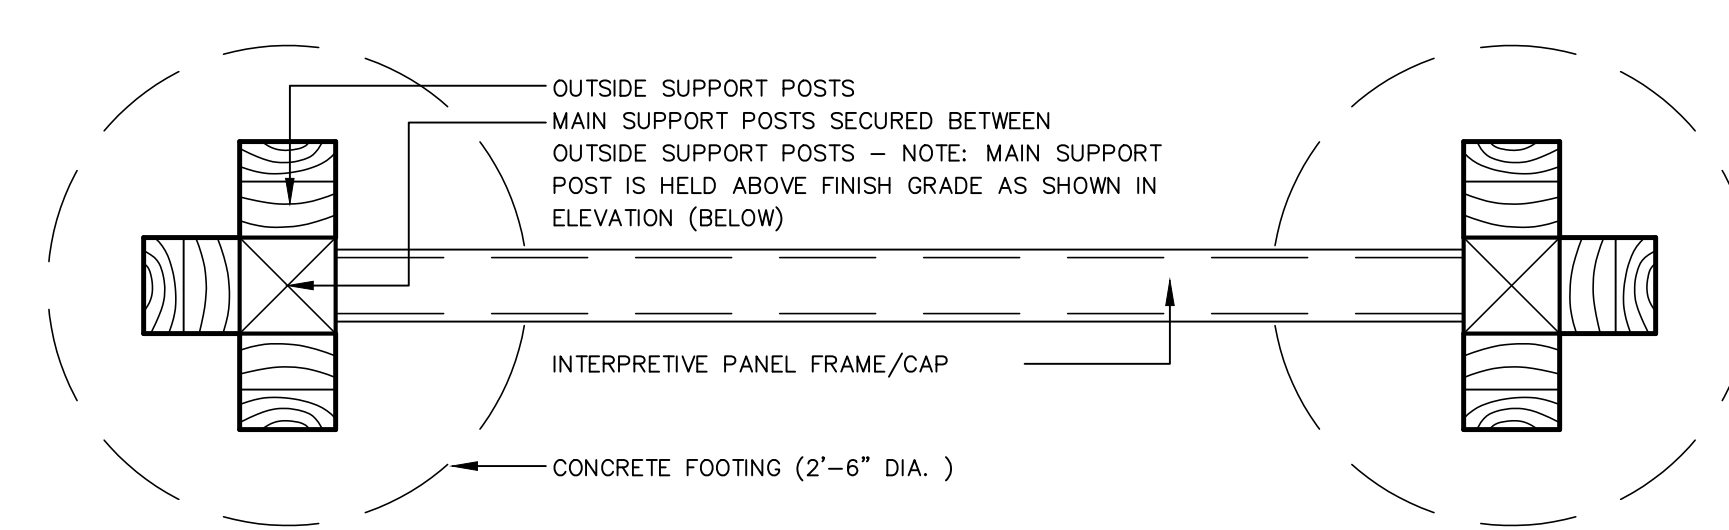 OUTSIDE SUPPORT POSTS
MAIN SUPPORT POSTS SECURED BETWEEN
OUTSIDE SUPPORT POSTS – NOTE: MAIN SUPPORT
POST IS HELD ABOVE FINISH GRADE AS SHOWN IN
ELEVATION (BELOW)
INTERPRETIVE PANEL FRAME/CAP
CONCRETE FOOTING (2'–6" DIA. )